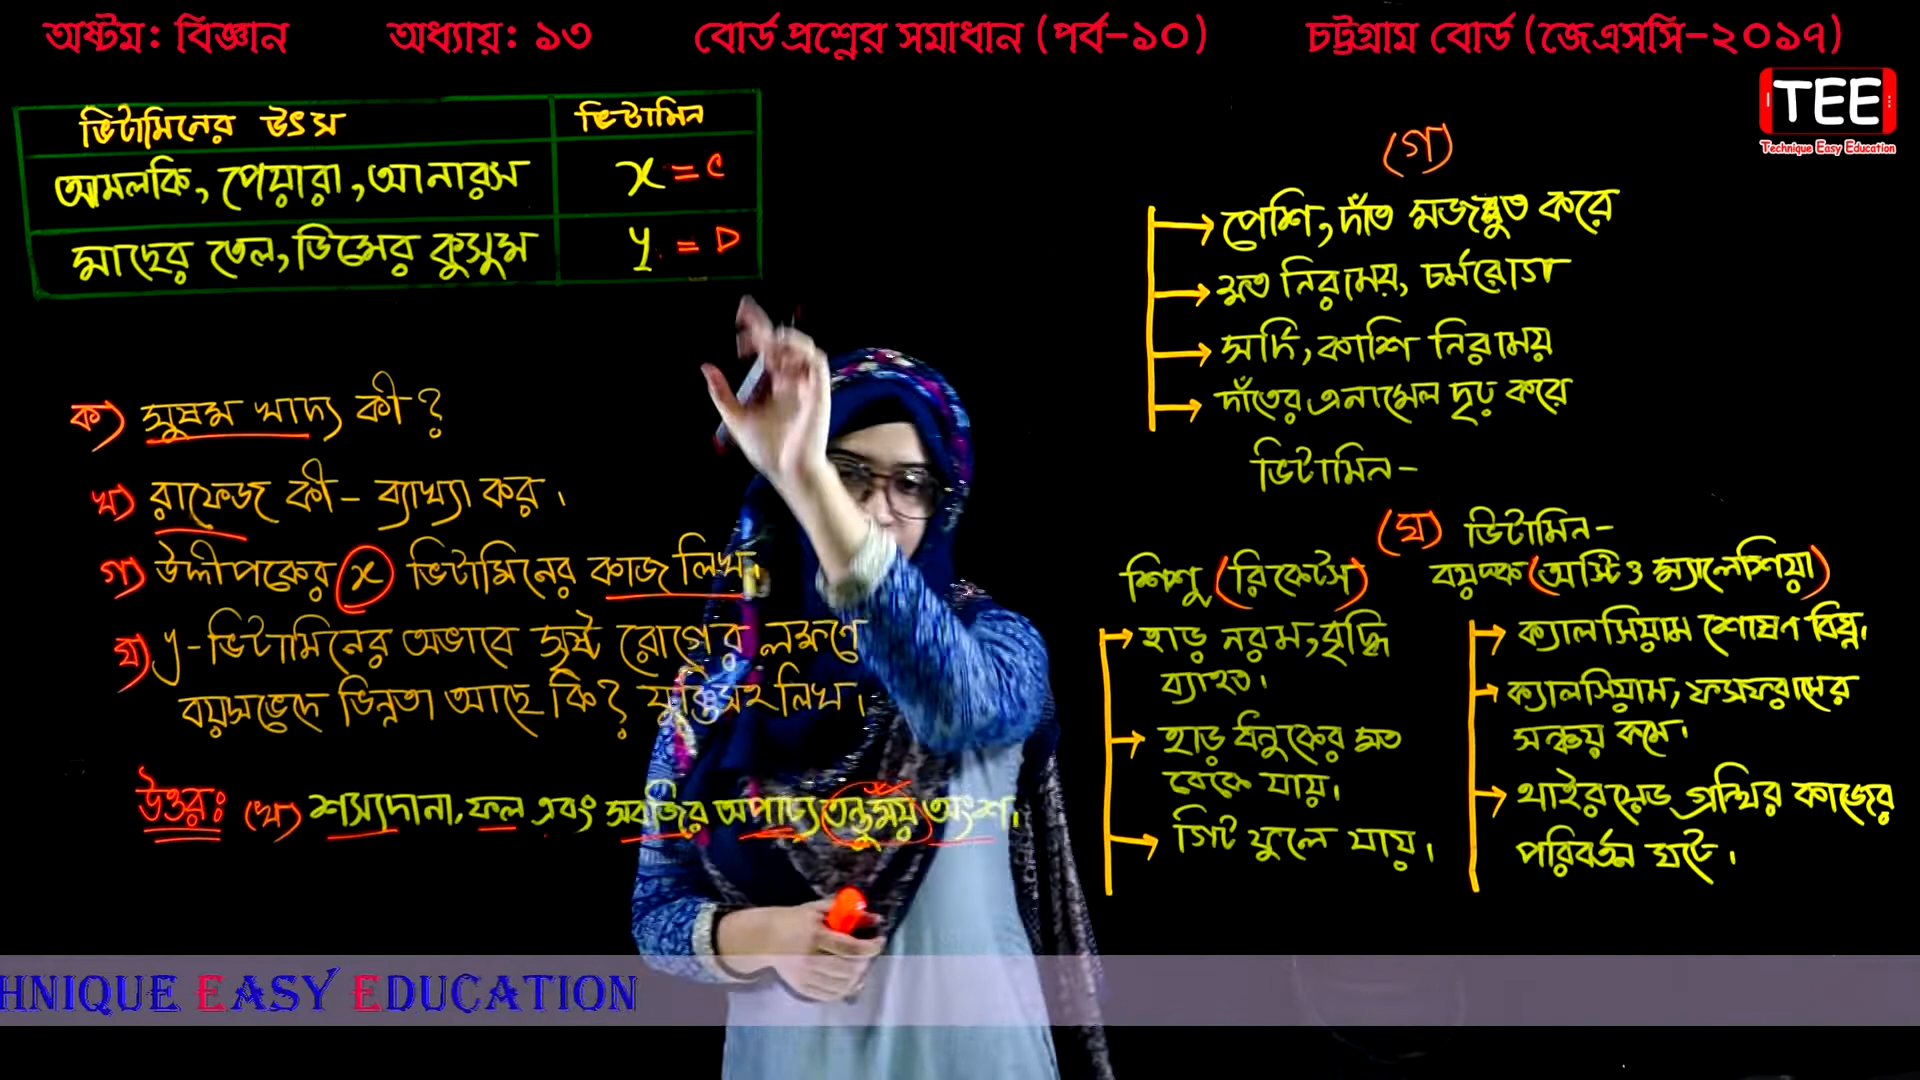 অষ্টম: বিজ্ঞান অধ্যায়: ১৩ বোর্ড প্রশ্নের সমাধান (পর্ব-১০) চট্টগ্রাম বোর্ড (জেএসসি-২০১৭)
TEE
Technique Easy Education
ভিটামিনের উৎস ভিটামিন
আমলকি, পেয়ারা, আনারস x = C
মাছের তেল, ডিমের কুসুম y = D
ক) সুষম খাদ্য কী?
খ) রাফেজ কী - ব্যাখ্যা কর।
গ) উদ্দীপকের x ভিটামিনের কাজ লিখ।
ঘ) y - ভিটামিনের অভাবে সৃষ্ট রোগের লক্ষণে
বয়সভেদে ভিন্নতা আছে কি? যুক্তিসহ লিখ।
উত্তর: (খ) শস্যদানা, ফল এবং সবজির অপাচ্য তন্তুময় অংশ।
(গ)
পেশি, দাঁত মজবুত করে
ক্ষত নিরাময়, চর্মরোগ
সর্দি, কাশি নিরাময়
দাঁতের এনামেল দৃঢ় করে
ভিটামিন-
(ঘ) ভিটামিন-
শিশু (রিকেটস)
হাড় নরম, বৃদ্ধি
ব্যাহত।
হাড় ধনুকের মত
বেকে যায়।
গিট ফুলে যায়।
বয়স্ক (অস্টিও ম্যালেশিয়া)
ক্যালসিয়াম শোষণ বিঘ্ন।
ক্যালসিয়াম, ফসফরাসের
সঞ্চয় কমে।
থাইরয়েড গ্রন্থির কাজের
পরিবর্তন ঘটে।
HNIQUE EASY EDUCATION